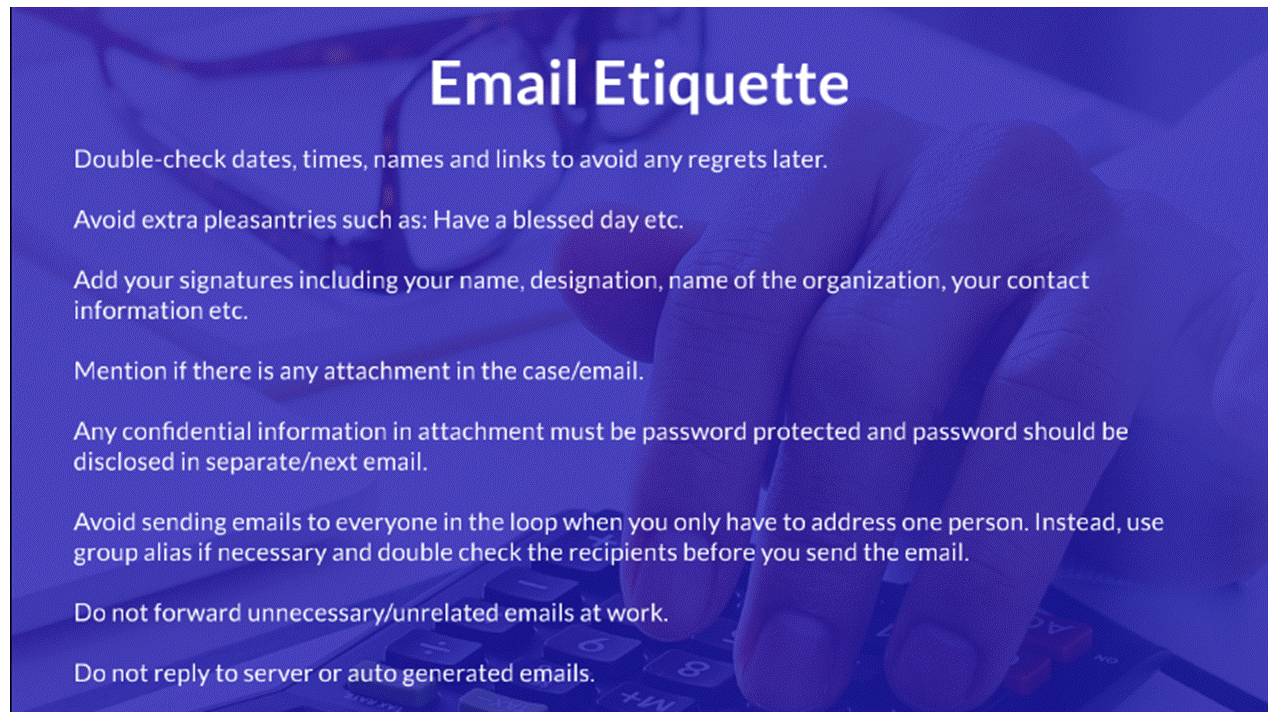 Email Etiquette
Double-check dates, times, names and links to avoid any regrets later.
Avoid extra pleasantries such as: Have a blessed day etc.
Add your signatures including your name, designation, name of the organization, your contact
information etc.
Mention if there is any attachment in the case/email.
Any confidential information in attachment must be password protected and password should be
disclosed in separate/next email.
Avoid sending emails to everyone in the loop when you only have to address one person. Instead, use
group alias if necessary and double check the recipients before you send the email.
Do not forward unnecessary/unrelated emails at work.
Do not reply to server or auto generated emails.
9
8
AC
ON
M+
TAX RATE